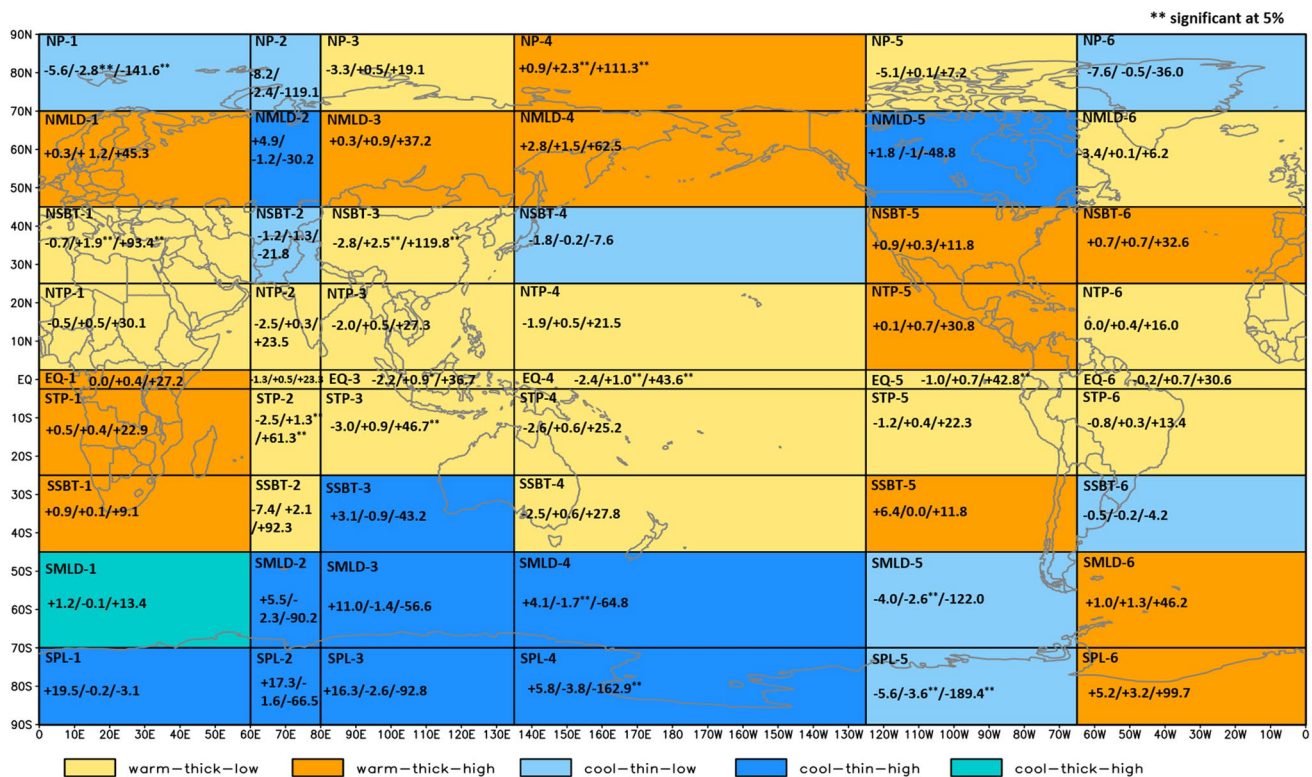 ** significant at 5%
90N
NP-1
NP-2
NP-3
NP-4
NP-5
NP-6
80N
-5.6/-2.8**/-141.6**
-8.2/
-2.4/-119.1
-3.3/+0.5/+19.1
+0.9/+2.3**/+111.3**
-5.1/+0.1/+7.2
-7.6/ -0.5/-36.0
70N
NMLD-1
NMLD-2
NMLD-3
NMLD-4
NMLD-5
NMLD-6
60N
+0.3/+ 1.2/+45.3
+4.9/
-1.2/-30.2
+0.3/+0.9/+37.2
+2.8/+1.5/+62.5
+1.8 /-1/-48.8
-3.4/+0.1/+6.2
50N
NSBT-1
NSBT-2
NSBT-3
NSBT-4
NSBT-5
NSBT-6
40N
-0.7/+1.9**/+93.4**
-1.2/-1.3/
-21.8
-2.8/+2.5**/+119.8**
-1.8/-0.2/-7.6
+0.9/+0.3/+11.8
+0.7/+0.7/+32.6
30N
NTP-1
NTP-2
NTP-3
NTP-4
NTP-5
NTP-6
20N
-0.5/+0.5/+30.1
-2.5/+0.3/
+23.5
-2.0/+0.5/+27.3
-1.9/+0.5/+21.5
+0.1/+0.7/+30.8
0.0/+0.4/+16.0
10N
EQ
EQ-1 0.0/+0.4/+27.2
-1.3/+0.5/+23.3
EQ-3 -2.2/+0.9*/+36.7
EQ-4 -2.4/+1.0**/+43.6**
EQ-5 -1.0/+0.7/+42.8**
EQ-6 -0.2/+0.7/+30.6
STP-1
STP-2
STP-3
STP-4
STP-5
STP-6
10S
+0.5/+0.4/+22.9
-2.5/+1.3**
/+61.3**
-3.0/+0.9/+46.7**
-2.6/+0.6/+25.2
-1.2/+0.4/+22.3
-0.8/+0.3/+13.4
20S
SSBT-1
SSBT-2
SSBT-3
SSBT-4
SSBT-5
SSBT-6
30S
+0.9/+0.1/+9.1
-7.4/ +2.1
/+92.3
+3.1/-0.9/-43.2
-2.5/+0.6/+27.8
+6.4/0.0/+11.8
-0.5/-0.2/-4.2
40S
SMLD-1
SMLD-2
SMLD-3
SMLD-4
SMLD-5
SMLD-6
50S
+1.2/-0.1/+13.4
+5.5/-
2.3/-90.2
+11.0/-1.4/-56.6
+4.1/-1.7**/-64.8
-4.0/-2.6**/-122.0
+1.0/+1.3/+46.2
60S
70S
SPL-1
SPL-2
SPL-3
SPL-4
SPL-5
SPL-6
80S
+19.5/-0.2/-3.1
+17.3/-
1.6/-66.5
+16.3/-2.6/-92.8
+5.8/-3.8/-162.9**
-5.6/-3.6**/-189.4**
+5.2/+3.2/+99.7
90S
0 10E 20E 30E 40E 50E 60E 70E 80E 90E 100E 110E 120E 130E 140E 150E 160E 170E 180 170W 160W 150W 140W 130W 120W 110W 100W 90W 80W 70W 60W 50W 40W 30W 20W 10W 0
warm-thick-low warm-thick-high cool-thin-low cool-thin-high cool-thick-high